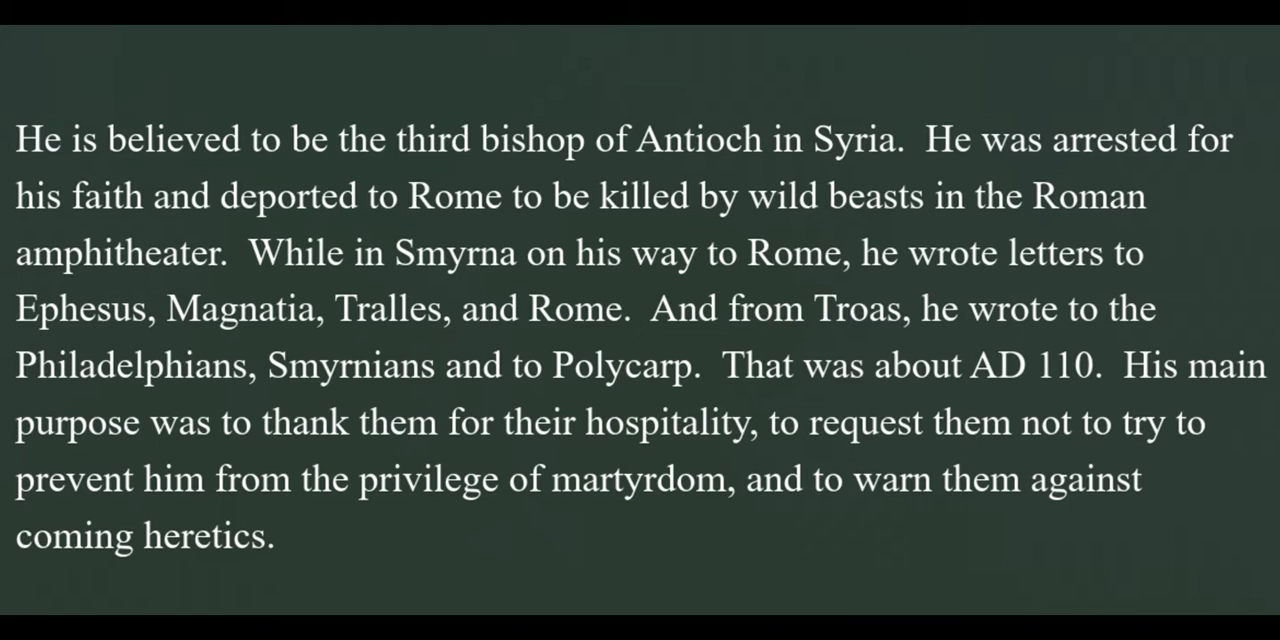 He is believed to be the third bishop of Antioch in Syria.  He was arrested for
his faith and deported to Rome to be killed by wild beasts in the Roman
amphitheater.  While in Smyrna on his way to Rome, he wrote letters to
Ephesus, Magnatia, Tralles, and Rome.  And from Troas, he wrote to the
Philadelphians, Smyrnians and to Polycarp.  That was about AD 110.  His main
purpose was to thank them for their hospitality, to request them not to try to
prevent him from the privilege of martyrdom, and to warn them against
coming heretics.